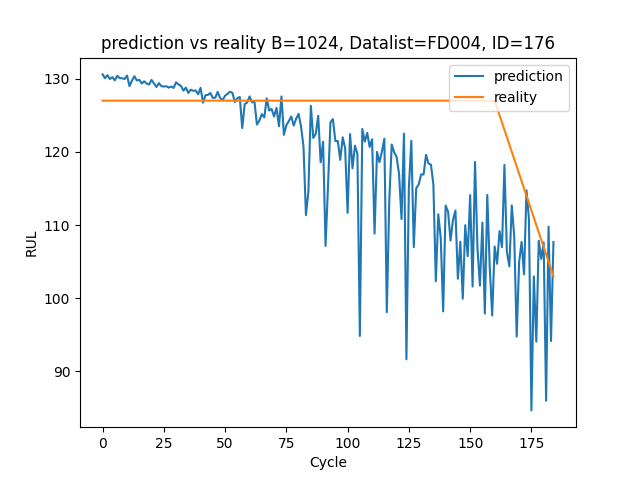 prediction vs reality B=1024, Datalist=FD004, ID=176
prediction
reality
RUL
130
120
110
100
90
0 25 50 75 100 125 150 175
Cycle